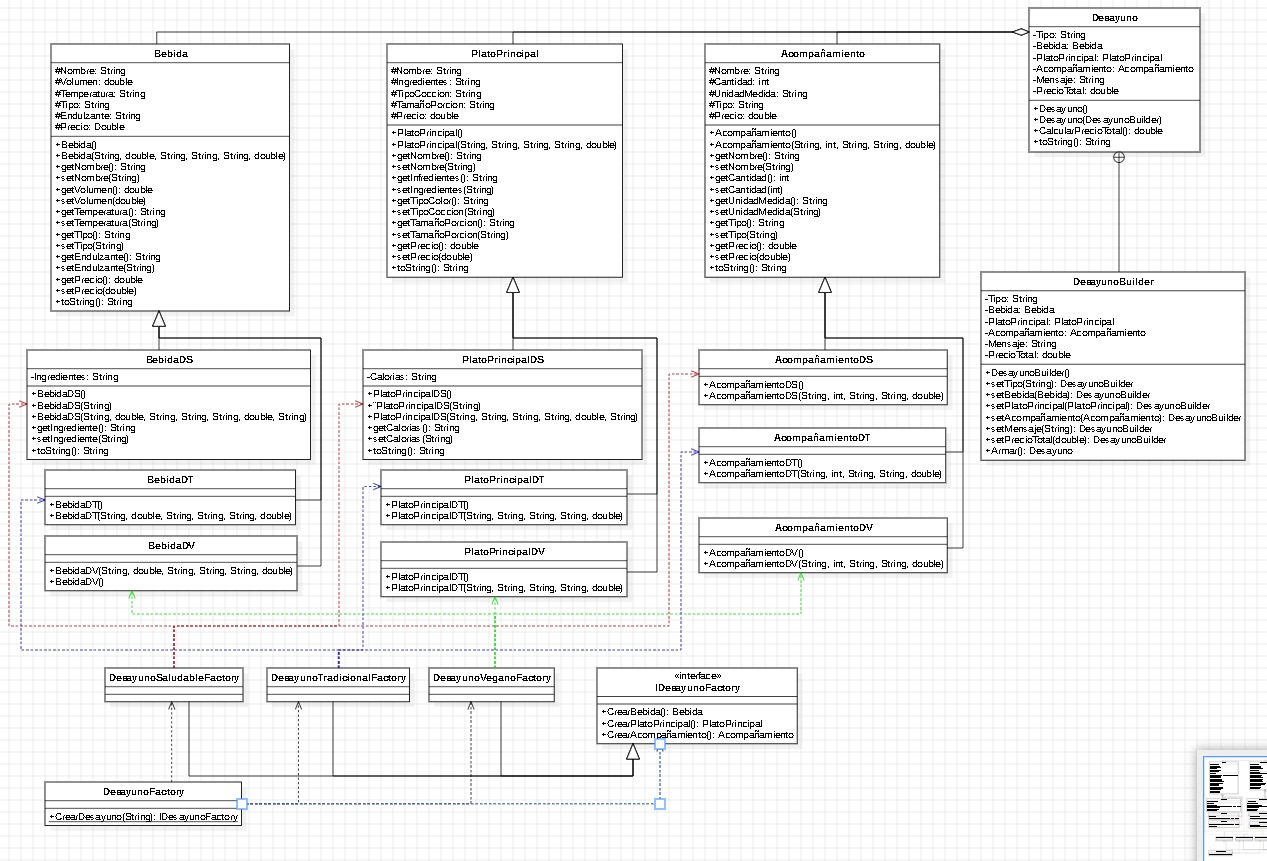 Desayuno
-Tipo: String
-Bebida: Bebida
-PlatoPrincipal: PlatoPrincipal
-Acompañamiento: Acompañamiento
-Mensaje: String
-PrecioTotal: double
+Desayuno()
+Desayuno(DesayunoBuilder)
+CalcularPrecioTotal(): double
+toString(): String
Bebida
#Nombre: String
#Volumen: double
#Temperatura: String
#Tipo: String
#Endulzante: String
#Precio: Double
+Bebida()
+Bebida(String, double, String, String, String, double)
+getNombre(): String
+setNombre(String)
+getVolumen(): double
+setVolumen(double)
+getTemperatura(): String
+setTemperatura(String)
+getTipo(): String
+setTipo(String)
+getEndulzante(): String
+setEndulzante(String)
+getPrecio(): double
+setPrecio(double)
+toString(): String
PlatoPrincipal
#Nombre: String
#Ingredientes: String
#TipoCoccion: String
#TamañoPorcion: String
#Precio: double
+PlatoPrincipal()
+PlatoPrincipal(String, String, String, String, double)
+getNombre(): String
+setNombre(String)
+getInfredientes(): String
+setIngredientes(String)
+getTipoColor(): String
+setTipoCoccion(String)
+getTamañoPorcion(): String
+setTamañoPorcion(String)
+getPrecio(): double
+setPrecio(double)
+toString(): String
Acompañamiento
#Nombre: String
#Cantidad: int
#UnidadMedida: String
#Tipo: String
#Precio: double
+Acompañamiento()
+Acompañamiento(String, int, String, String, double)
+getNombre(): String
+setNombre(String)
+getCantidad(): int
+setCantidad(int)
+getUnidadMedida(): String
+setUnidadMedida(String)
+getTipo(): String
+setTipo(String)
+getPrecio(): double
+setPrecio(double)
+toString(): String
DesayunoBuilder
-Tipo: String
-Bebida: Bebida
-PlatoPrincipal: PlatoPrincipal
-Acompañamiento: Acompañamiento
-Mensaje: String
-PrecioTotal: double
+DesayunoBuilder()
+setTipo(String): DesayunoBuilder
+setBebida(Bebida): DesayunoBuilder
+setPlatoPrincipal(PlatoPrincipal): DesayunoBuilder
+setAcompañamiento(Acompañamiento): DesayunoBuilder
+setMensaje(String): DesayunoBuilder
+setPrecioTotal(double): DesayunoBuilder
+Armar(): Desayuno
BebidaDS
-Ingredientes: String
+BebidaDS()
+BebidaDS(String)
+BebidaDS(String, double, String, String, String, double, String)
+getIngrediente(): String
+setIngrediente(String)
+toString(): String
PlatoPrincipalDS
-Calorias: String
+PlatoPrincipalDS()
+¨PlatoPrincipalDS(String)
+PlatoPrincipalDS(String, String, String, String, double, String)
+getCalorias(): String
+setCalorias(String)
+toString(): String
AcompañamientoDS
+AcompañamientoDS()
+AcompañamientoDS(String, int, String, String, double)
AcompañamientoDT
+AcompañamientoDT()
+AcompañamientoDT(String, int, String, String, double)
BebidaDT
+BebidaDT()
+BebidaDT(String, double, String, String, String, double)
PlatoPrincipalDT
+PlatoPrincipalDT()
+PlatoPrincipalDT(String, String, String, String, double)
AcompañamientoDV
+AcompañamientoDV()
+AcompañamientoDV(String, int, String, String, double)
BebidaDV
+BebidaDV(String, double, String, String, String, double)
+BebidaDV()
PlatoPrincipalDV
+PlatoPrincipalDT()
+PlatoPrincipalDT(String, String, String, String, double)
DesayunoSaludableFactory
DesayunoTradicionalFactory
DesayunoVeganoFactory
«interface»
IDesayunoFactory
+CrearBebida(): Bebida
+CrearPlatoPrincipal(): PlatoPrincipal
+CrearAcompañamiento(): Acompañamiento
DesayunoFactory
+CrearDesayuno(String): IDesayunoFactory